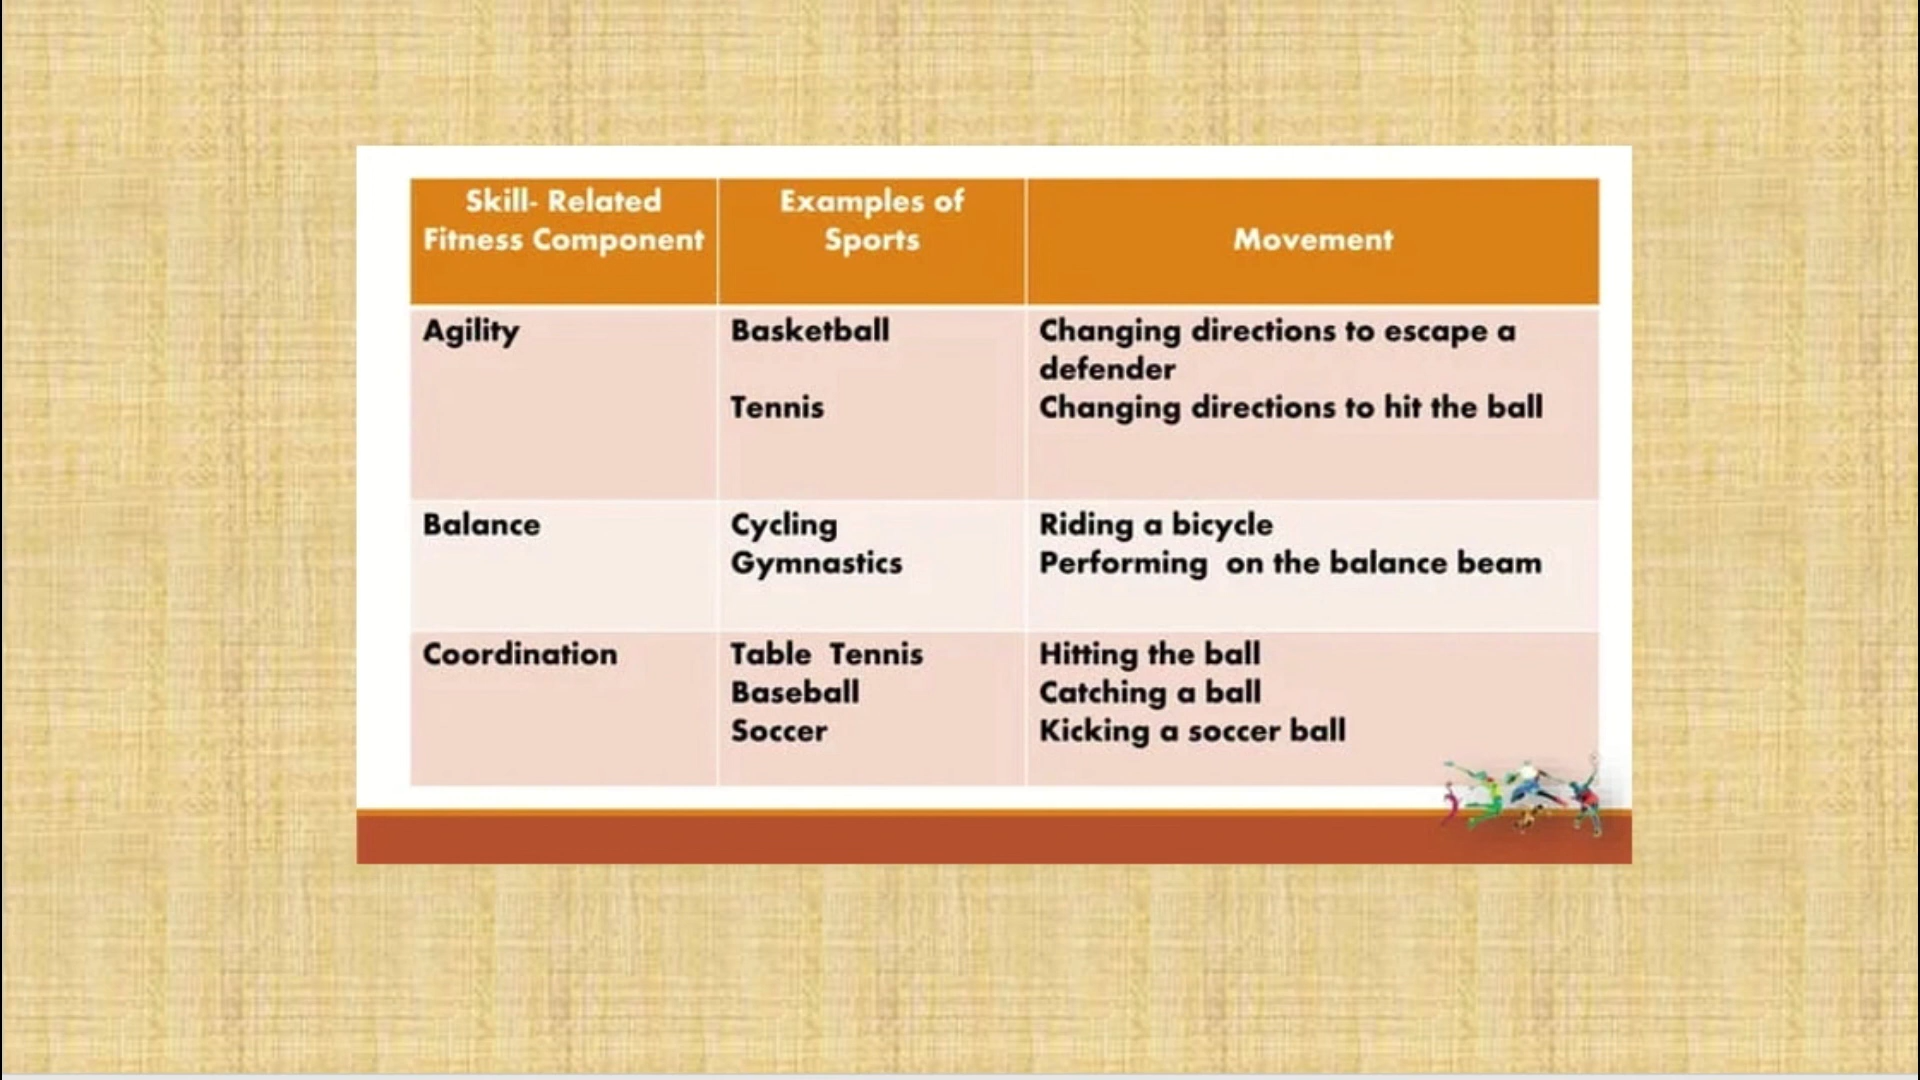 Skill- Related
Fitness Component
Examples of
Sports
Movement
Agility
Basketball
Changing directions to escape a
defender
Tennis
Changing directions to hit the ball
Balance
Cycling
Riding a bicycle
Gymnastics
Performing on the balance beam
Coordination
Table Tennis
Hitting the ball
Baseball
Catching a ball
Soccer
Kicking a soccer ball